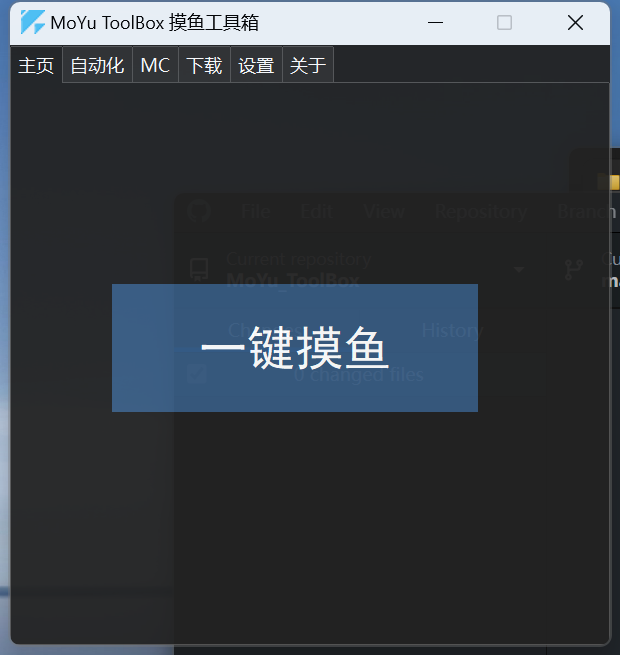 MoYu ToolBox 摸鱼工具箱
主页 自动化 MC 下载 设置 关于
File Edit View Repository Branch
Current repository
MoYu_ToolBox
一键摸鱼
History
0 changed files